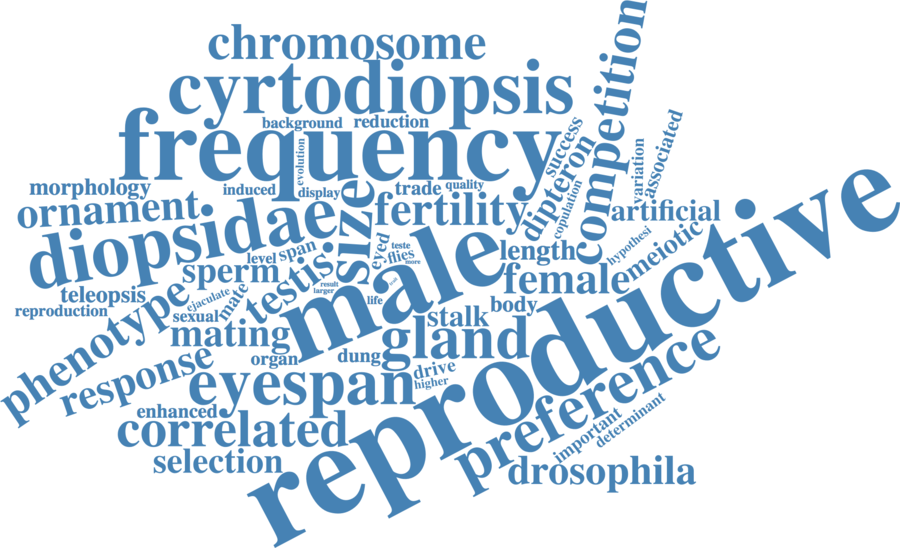 chromosome
cyrtodiopsis
background
reduction
frequency
competition
success
evolution
dipteron
variation
associated
morphology
induced
display
trade
quality
copulation
ornament
size
fertility
artificial
diopsidae
male
eyed
teste
flies
more
length
hypothesi
meiotic
level
span
sperm
testis
female
reproductive
teleopsis
ejaculate
mate
result
larger
life
body
reproduction
phenotype
sexual
mating
stalk
gland
organ
dung
response
drive
higher
eyespan
preference
enhanced
correlated
important
determinant
selection
drosophila